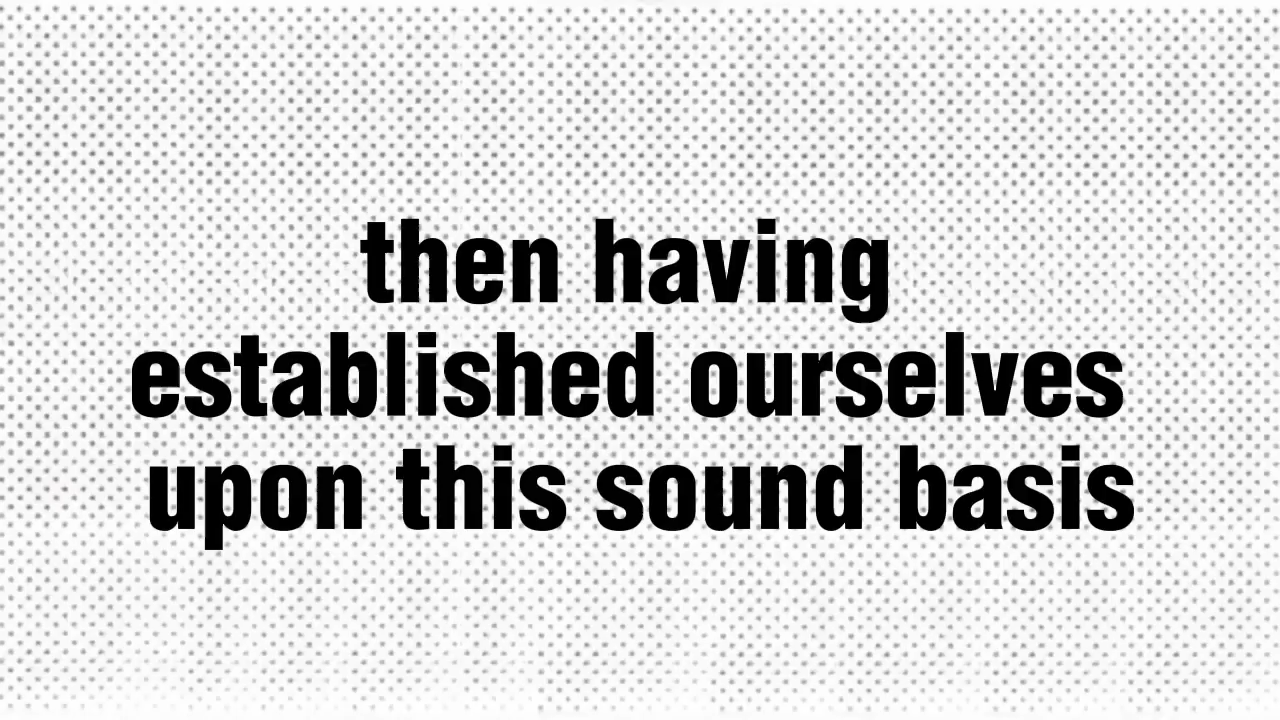 then having
established ourselves
upon this sound basis